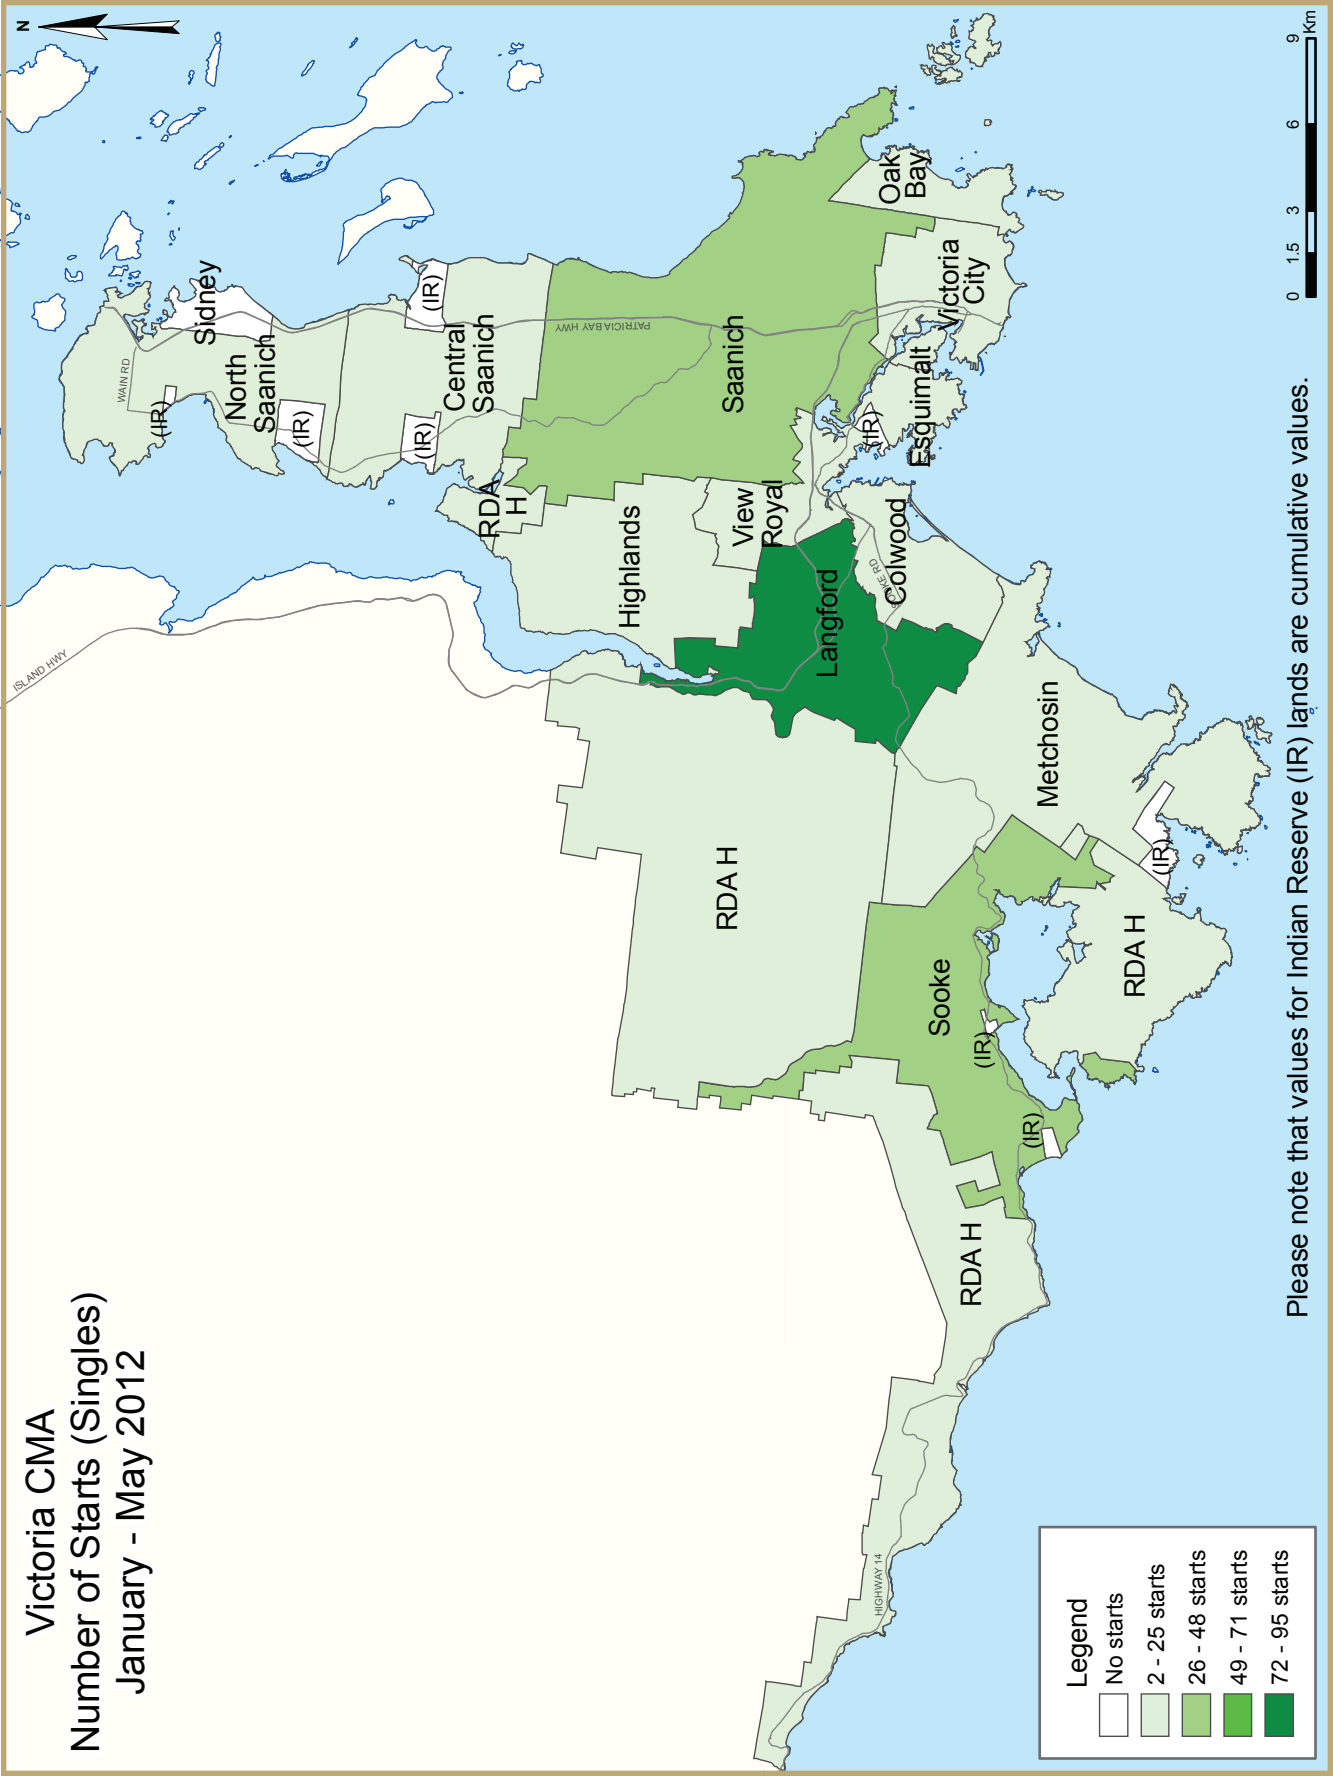 Victoria CMA
Number of Starts (Singles)
January - May 2012
N
ISLAND HWY
WAIN RD
(IR)
Sidney
North
Saanich
(IR)
(IR)
(IR)
Central
Saanich
RDA
H
PATRICIA BAY HWY
Saanich
Highlands
View
Royal
Langford
Oak
Bay
Victoria
City
Esquimalt
(IR)
Colwood
SOOKE RD
Metchosin
(IR)
RDA H
Sooke
(IR)
(IR)
RDA H
RDA H
HIGHWAY 14
Legend
No starts
2 - 25 starts
26 - 48 starts
49 - 71 starts
72 - 95 starts
Please note that values for Indian Reserve (IR) lands are cumulative values.
0 1.5 3 6 9
Km